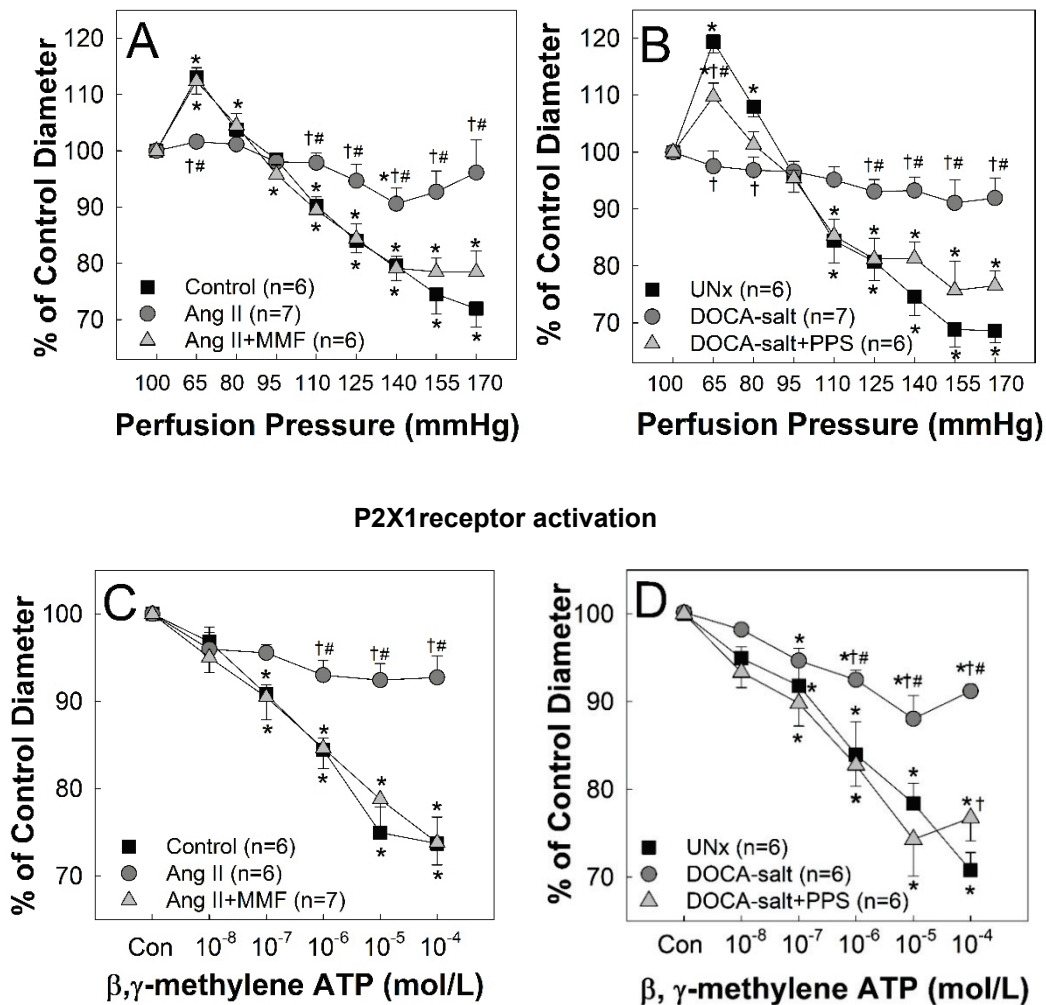 A
% of Control Diameter
120
110
100
90
80
70
*
*
*
†#
*
†#
*
*
†#
*
*
*†#
*
*
†#
*
*
†#
*
*
Control (n=6)
Ang II (n=7)
Ang II+MMF (n=6)
100 65 80 95 110 125 140 155 170
Perfusion Pressure (mmHg)
B
% of Control Diameter
120
110
100
90
80
70
*
*†#
†
*
†
*
*
†#
*
*
†#
*
*
†#
*
*
†#
*
*
UNx (n=6)
DOCA-salt (n=7)
DOCA-salt+PPS (n=6)
100 65 80 95 110 125 140 155 170
Perfusion Pressure (mmHg)
P2X1receptor activation
C
% of Control Diameter
100
90
80
70
*
*
†#
*
*
†#
*
*
†#
*
*
Control (n=6)
Ang II (n=6)
Ang II+MMF (n=7)
Con 10⁻⁸ 10⁻⁷ 10⁻⁶ 10⁻⁵ 10⁻⁴
β,γ-methylene ATP (mol/L)
D
% of Control Diameter
100
90
80
70
*
*
*
*†#
*
*
*†#
*
*
*†#
*†
*
UNx (n=6)
DOCA-salt (n=6)
DOCA-salt+PPS (n=6)
Con 10⁻⁸ 10⁻⁷ 10⁻⁶ 10⁻⁵ 10⁻⁴
β, γ-methylene ATP (mol/L)